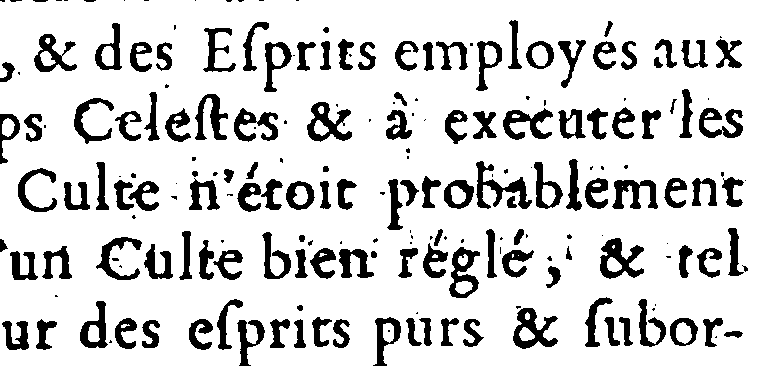 , & des Eſprits employés aux
ps Celeſtes & à executer les
Culte n'étoit probablement
'un Culte bien réglé, & tel
ur des eſprits purs & ſubor-